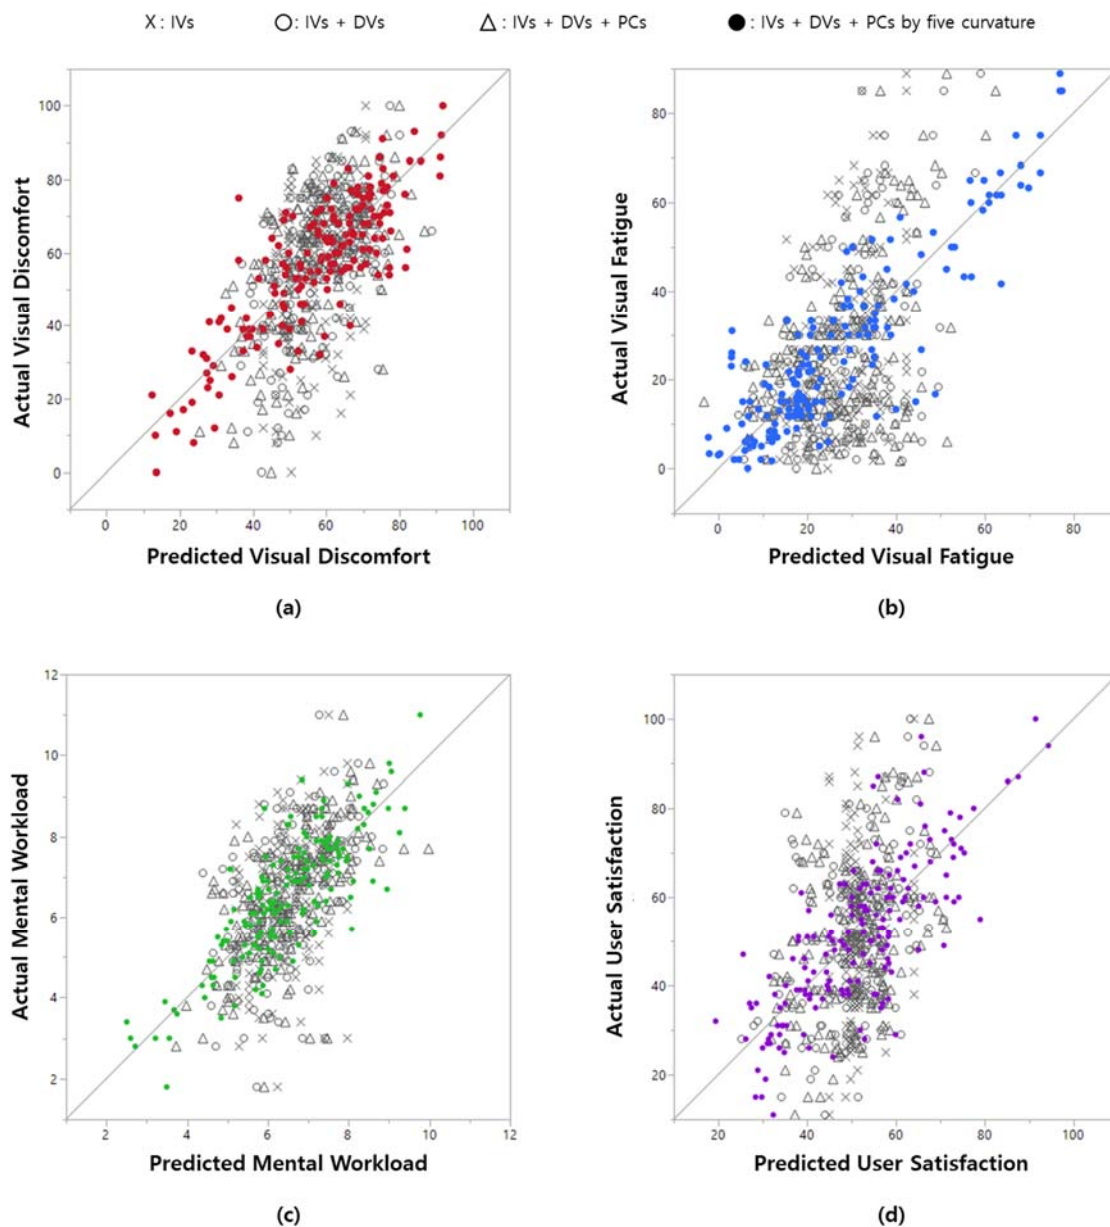 X : IVs ○ : IVs + DVs △ : IVs + DVs + PCs ● : IVs + DVs + PCs by five curvature
100
80
60
40
20
0
Actual Visual Discomfort
0 20 40 60 80 100
Predicted Visual Discomfort
(a)
80
60
40
20
0
Actual Visual Fatigue
0 20 40 60 80
Predicted Visual Fatigue
(b)
12
10
8
6
4
2
Actual Mental Workload
2 4 6 8 10 12
Predicted Mental Workload
(c)
100
80
60
40
20
Actual User Satisfaction
20 40 60 80 100
Predicted User Satisfaction
(d)